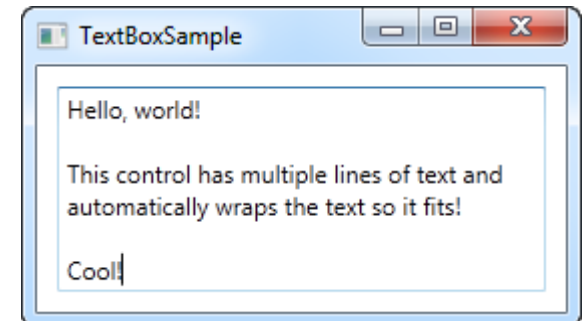 TextBoxSample
Hello, world!
This control has multiple lines of text and
automatically wraps the text so it fits!
Cool!